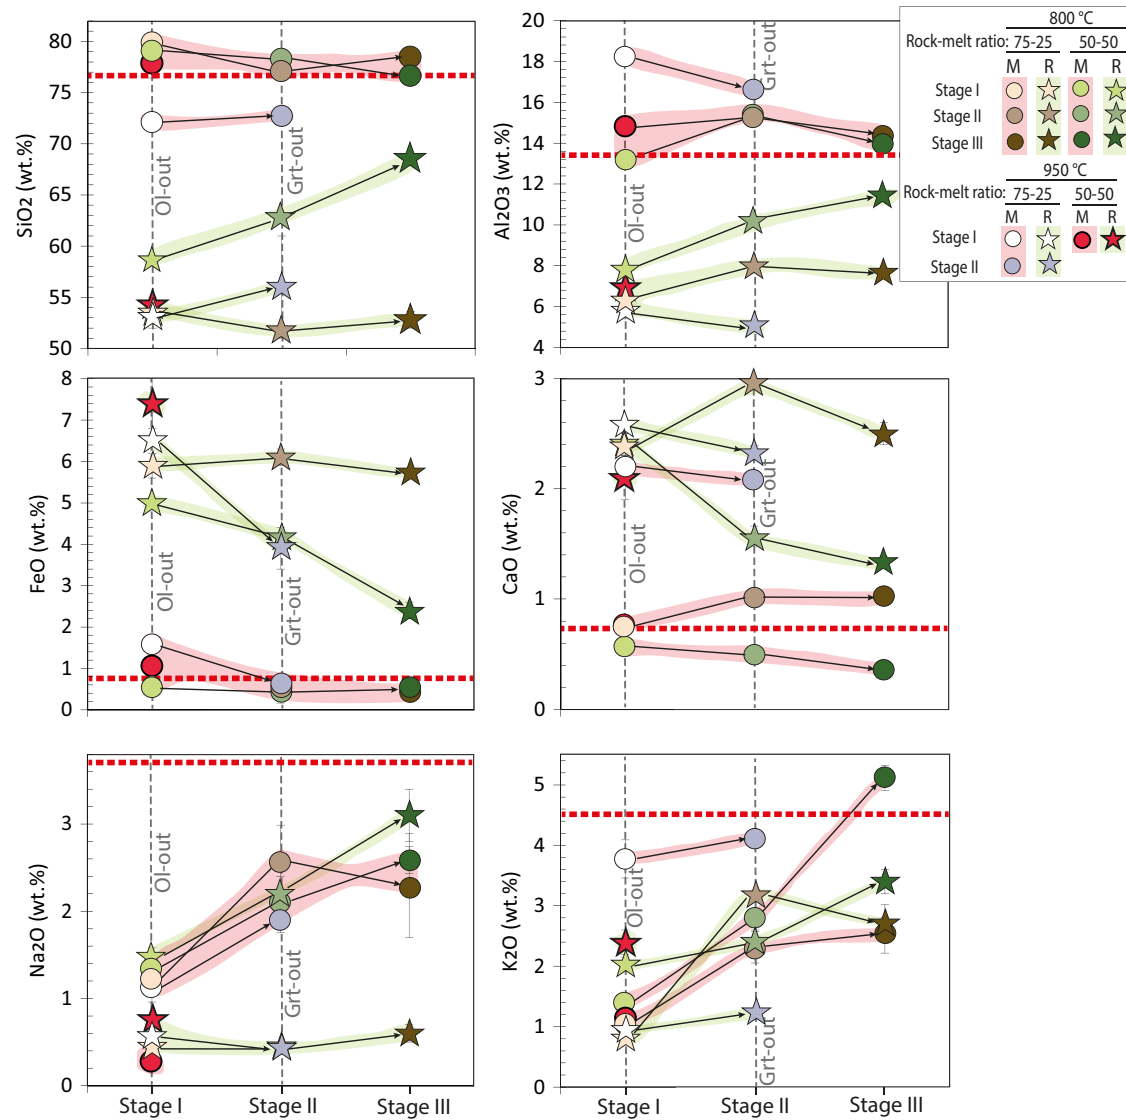 80
75
70
65
60
55
50
SiO2 (wt.%)
Ol-out
Grt-out
20
18
16
14
12
10
8
6
4
Al2O3 (wt.%)
Ol-out
Grt-out
800 °C
Rock-melt ratio: 75-25 50-50
M R M R
Stage I
Stage II
Stage III
950 °C
Rock-melt ratio: 75-25 50-50
M R M R
Stage I
Stage II
8
7
6
5
4
3
2
1
0
FeO (wt.%)
Ol-out
Grt-out
3
2
1
0
CaO (wt.%)
Ol-out
Grt-out
3
2
1
0
Na2O (wt.%)
Ol-out
Grt-out
Stage I Stage II Stage III
5
4
3
2
1
0
K2O (wt.%)
Ol-out
Grt-out
Stage I Stage II Stage III